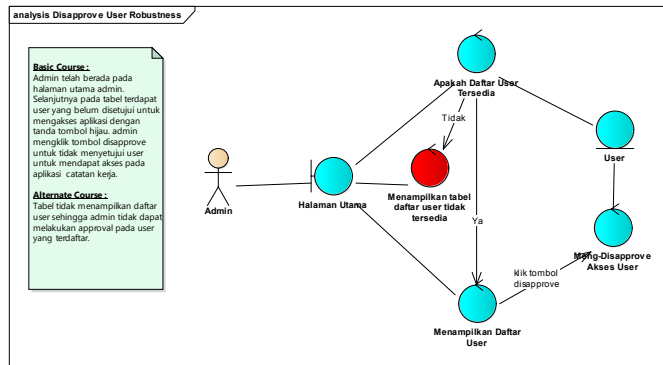 analysis Disapprove User Robustness
Basic Course :
Admin telah berada pada
halaman utama admin.
Selanjutnya pada tabel terdapat
user yang belum disetujui untuk
mengakses aplikasi dengan
tanda tombol hijau. admin
mengklik tombol disapprove
untuk tidak menyetujui user
untuk mendapat akses pada
aplikasi catatan kerja.
Alternate Course :
Tabel tidak menampilkan daftar
user sehingga admin tidak dapat
melakukan approval pada user
yang terdaftar.
Admin
Halaman Utama
Apakah Daftar User
Tersedia
Tidak
Menampilkan tabel
daftar user tidak
tersedia
Ya
User
Meng-Disapprove
Akses User
klik tombol
disapprove
Menampilkan Daftar
User